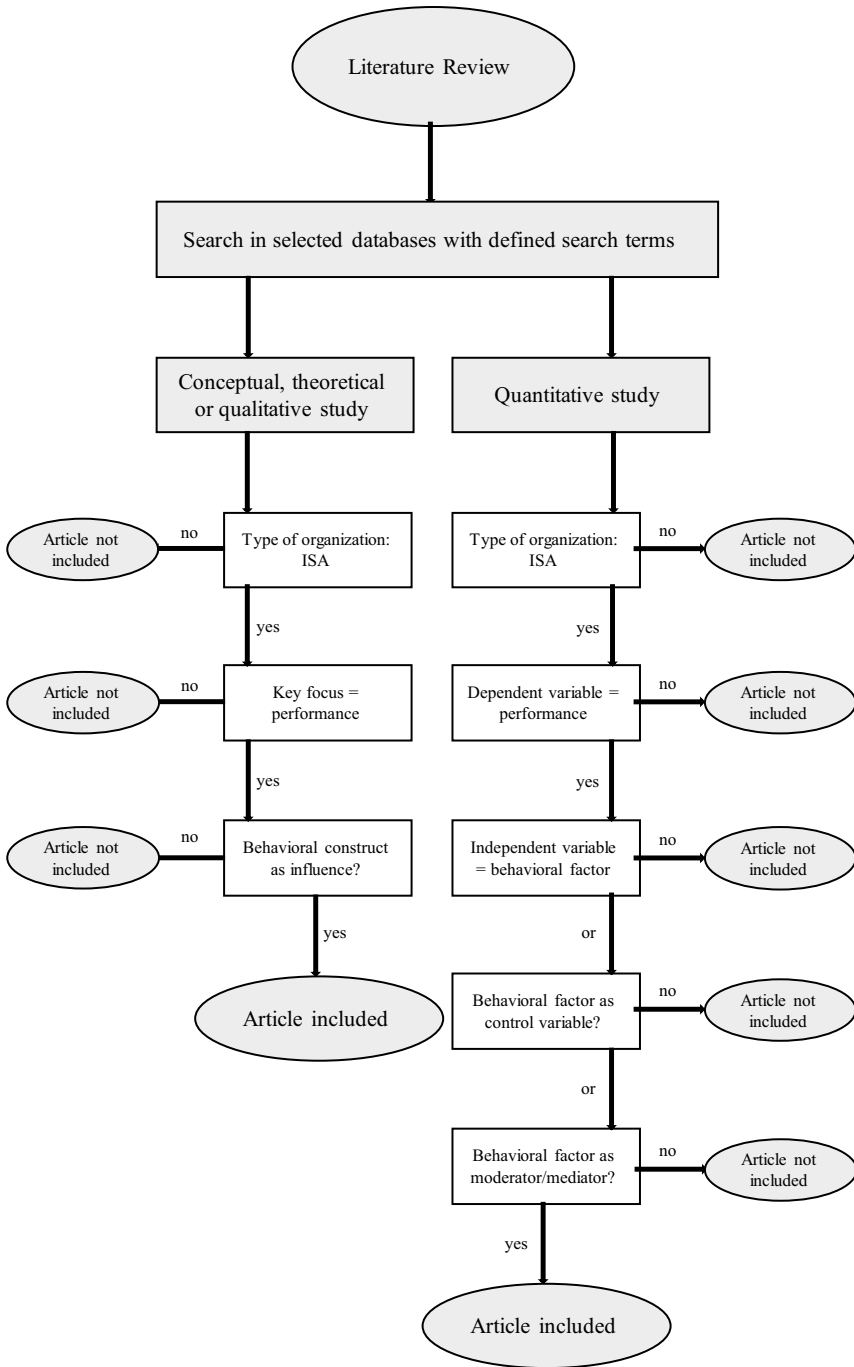 Literature Review
Search in selected databases with defined search terms
Conceptual, theoretical
or qualitative study
Quantitative study
Article not
included
no
Type of organization:
ISA
Type of organization:
ISA
no
Article not
included
yes
yes
Article not
included
no
Key focus =
performance
Dependent variable =
performance
no
Article not
included
yes
yes
Article not
included
no
Behavioral construct
as influence?
Independent variable
= behavioral factor
no
Article not
included
yes
or
Article included
Behavioral factor as
control variable?
no
Article not
included
or
Behavioral factor as
moderator/mediator?
no
Article not
included
yes
Article included